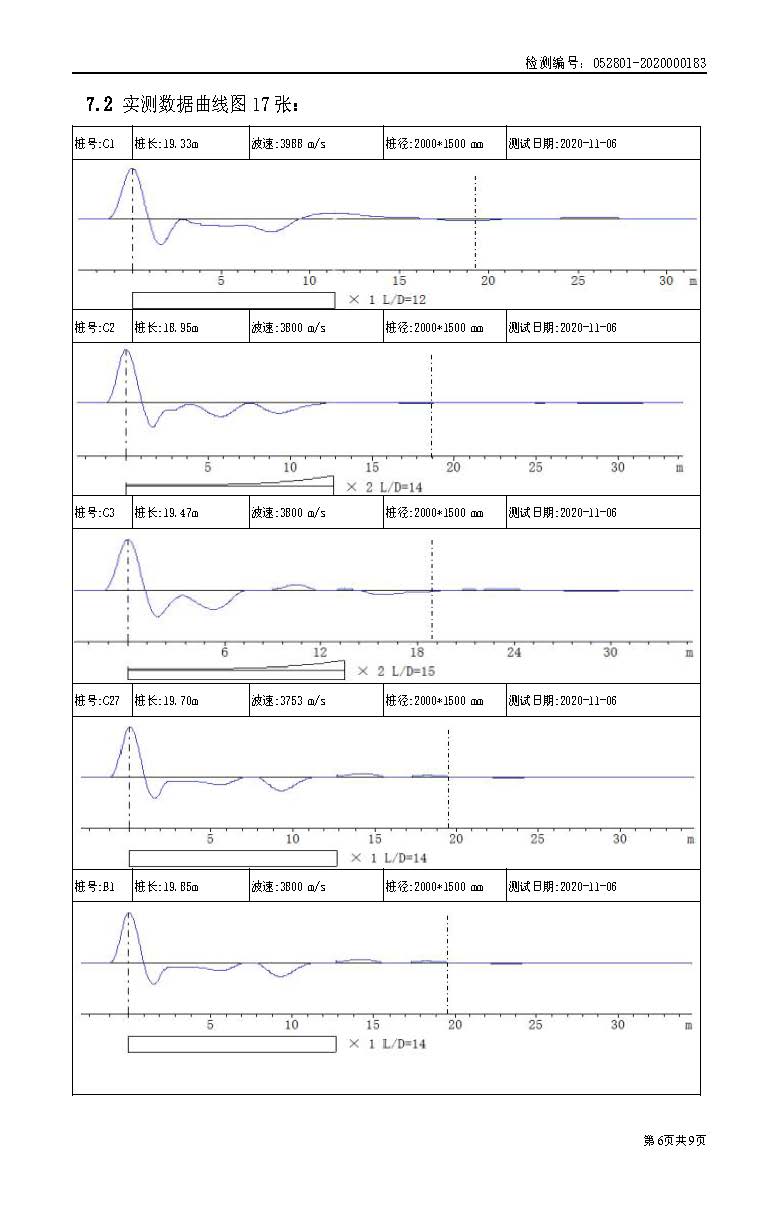 检测编号：052801-2020000183
7.2 实测数据曲线图17张：
桩号:C1 桩长:19.33m 波速:3988 m/s 桩径:2000*1500 mm 测试日期:2020-11-06
5 10 15 20 25 30 m
× 1 L/D=12
桩号:C2 桩长:18.95m 波速:3800 m/s 桩径:2000*1500 mm 测试日期:2020-11-06
5 10 15 20 25 30 m
× 2 L/D=14
桩号:C3 桩长:19.47m 波速:3800 m/s 桩径:2000*1500 mm 测试日期:2020-11-06
6 12 18 24 30 m
× 2 L/D=15
桩号:C27 桩长:19.70m 波速:3753 m/s 桩径:2000*1500 mm 测试日期:2020-11-06
5 10 15 20 25 30 m
× 1 L/D=14
桩号:B1 桩长:19.85m 波速:3800 m/s 桩径:2000*1500 mm 测试日期:2020-11-06
5 10 15 20 25 30 m
× 1 L/D=14
第6页共9页